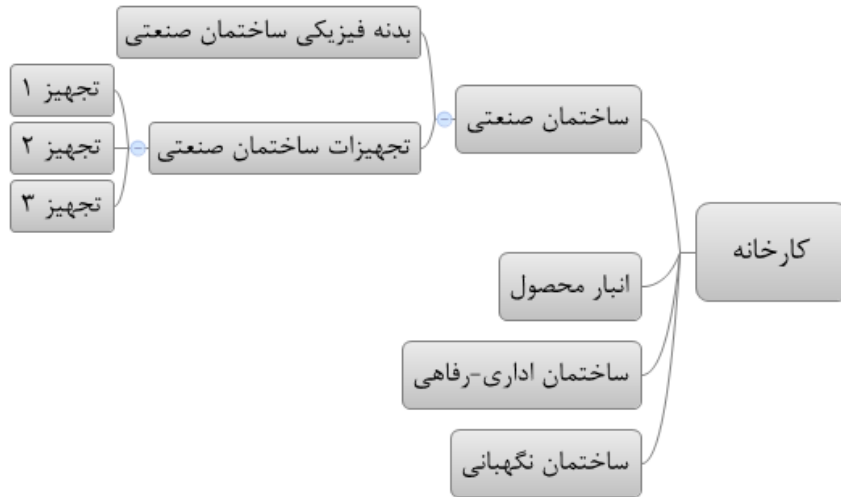 کارخانه
ساختمان صنعتی
بدنه فیزیکی ساختمان صنعتی
تجهیزات ساختمان صنعتی
تجهیز ۱
تجهیز ۲
تجهیز ۳
انبار محصول
ساختمان اداری-رفاهی
ساختمان نگهبانی